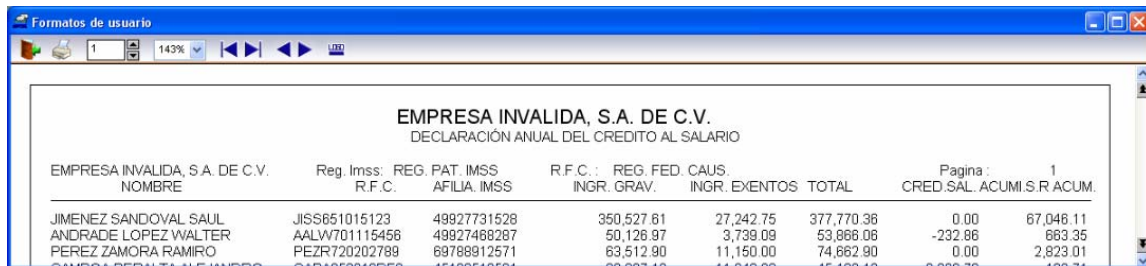 Formatos de usuario
1 143%
EMPRESA INVALIDA, S.A. DE C.V.
DECLARACIÓN ANUAL DEL CREDITO AL SALARIO
EMPRESA INVALIDA, S.A. DE C.V. Reg. Imss: REG. PAT. IMSS R.F.C. : REG. FED. CAUS. Pagina : 1
NOMBRE R.F.C. AFILIA. IMSS INGR. GRAV. INGR. EXENTOS TOTAL CRED.SAL. ACUM I.S.R ACUM.
JIMENEZ SANDOVAL SAUL JISS651015123 49927731528 350,527.61 27,242.75 377,770.36 0.00 67,046.11
ANDRADE LOPEZ WALTER AALW701115456 49927468287 50,126.97 3,739.09 53,866.06 -232.86 663.35
PEREZ ZAMORA RAMIRO PEZR720202789 69788912571 63,512.90 11,150.00 74,662.90 0.00 2,823.01